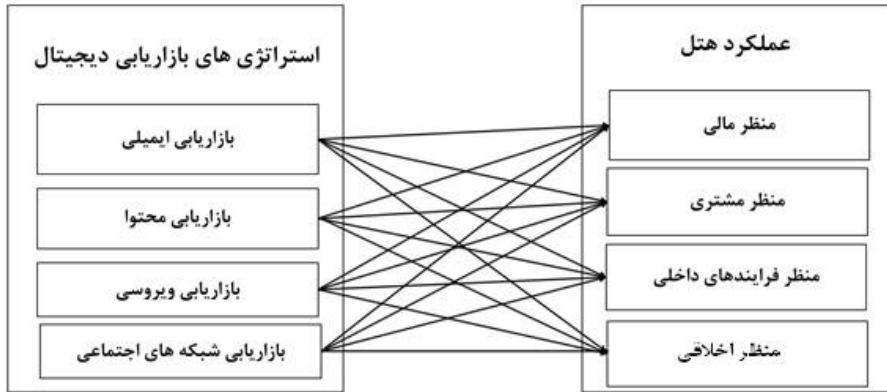 استراتژی های بازاریابی دیجیتال
بازاریابی ایمیلی
بازاریابی محتوا
بازاریابی ویروسی
بازاریابی شبکه های اجتماعی
عملکرد هتل
منظر مالی
منظر مشتری
منظر فرایندهای داخلی
منظر اخلاقی